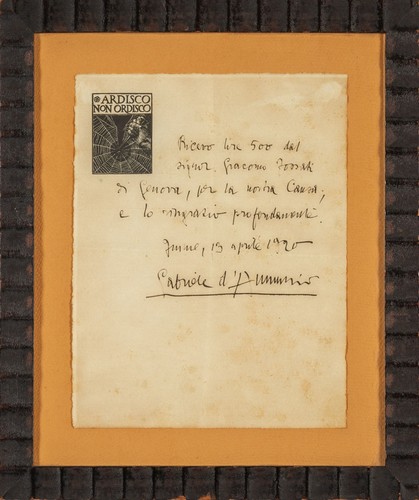 ARDISCO
NON ORDISCO
Ricevo lire 500 dal
signor Giacomo
di Genova, per la nostra Causa;
e lo ringrazio profondamente.
Fiume, 19 aprile 1920
Gabriele d'Annunzio